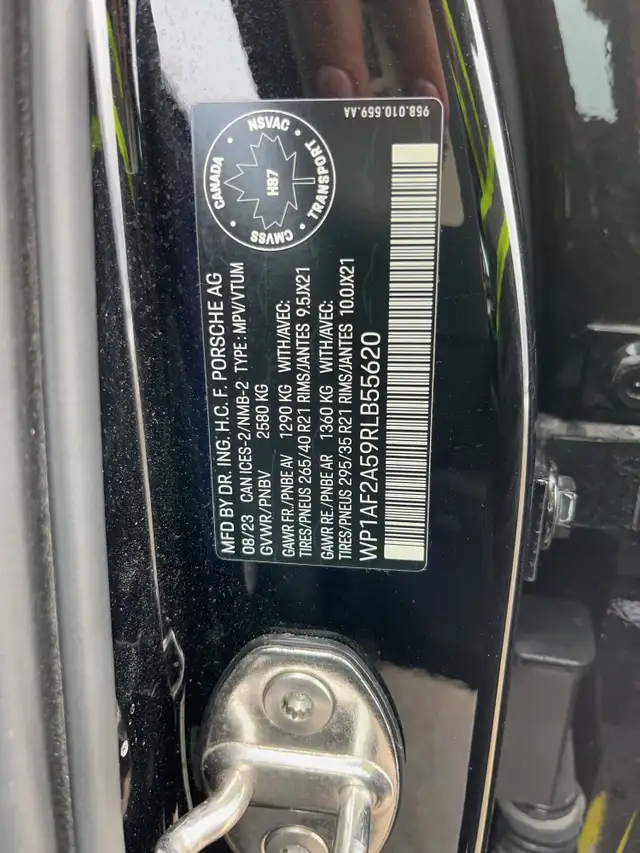 958.010.559.AA
NSVAC
CANADA
TRANSPORT
CMVSS
H87
MFD BY DR. ING. H.C. F. PORSCHE AG
08/23 CAN ICES-2/NMB-2 TYPE: MPV/VTUM
GVWR/PNBV 2580 KG
GAWR FR./PNBE AV 1290 KG WITH/AVEC:
TIRES/PNEUS 265/40 R21 RIMS/JANTES 9.5JX21
GAWR RE./PNBE AR 1360 KG WITH/AVEC:
TIRES/PNEUS 295/35 R21 RIMS/JANTES 10.0JX21
WP1AF2A59RLB55620